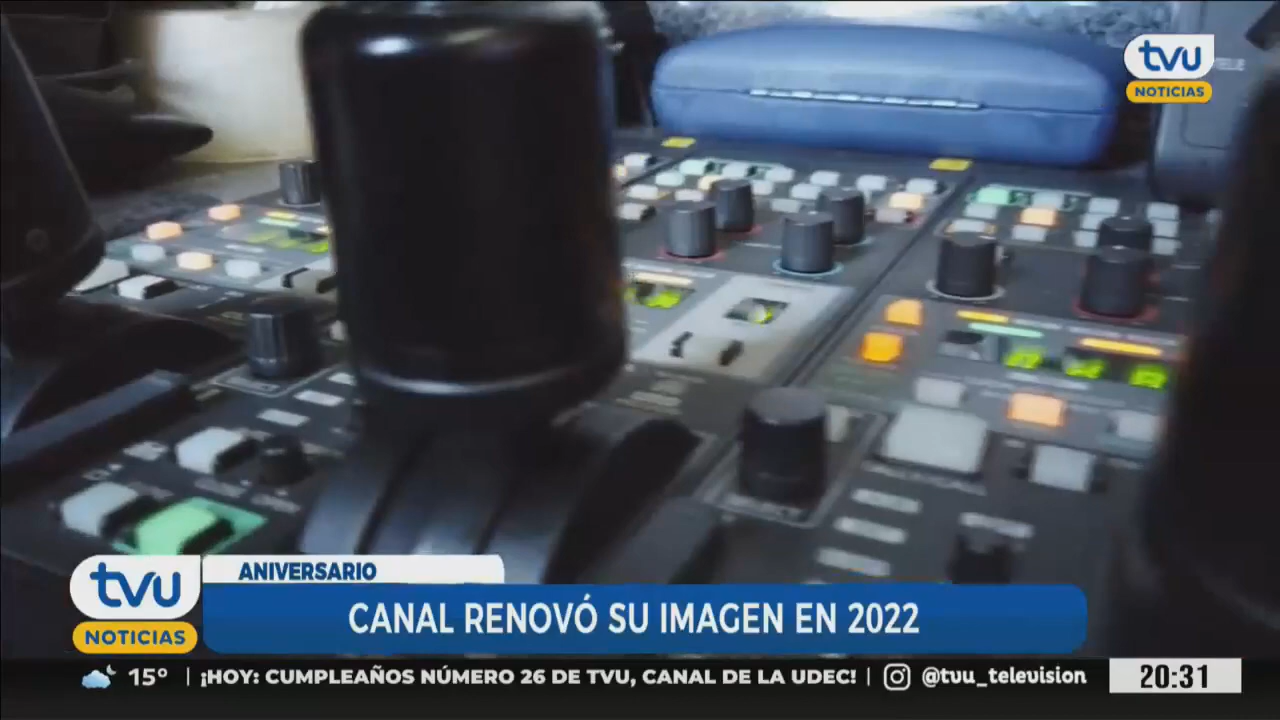 tvu
NOTICIAS
ANIVERSARIO
CANAL RENOVÓ SU IMAGEN EN 2022
tvu
NOTICIAS
15° | ¡HOY: CUMPLEAÑOS NÚMERO 26 DE TVU, CANAL DE LA UDEC! | @tvu_television
20:31